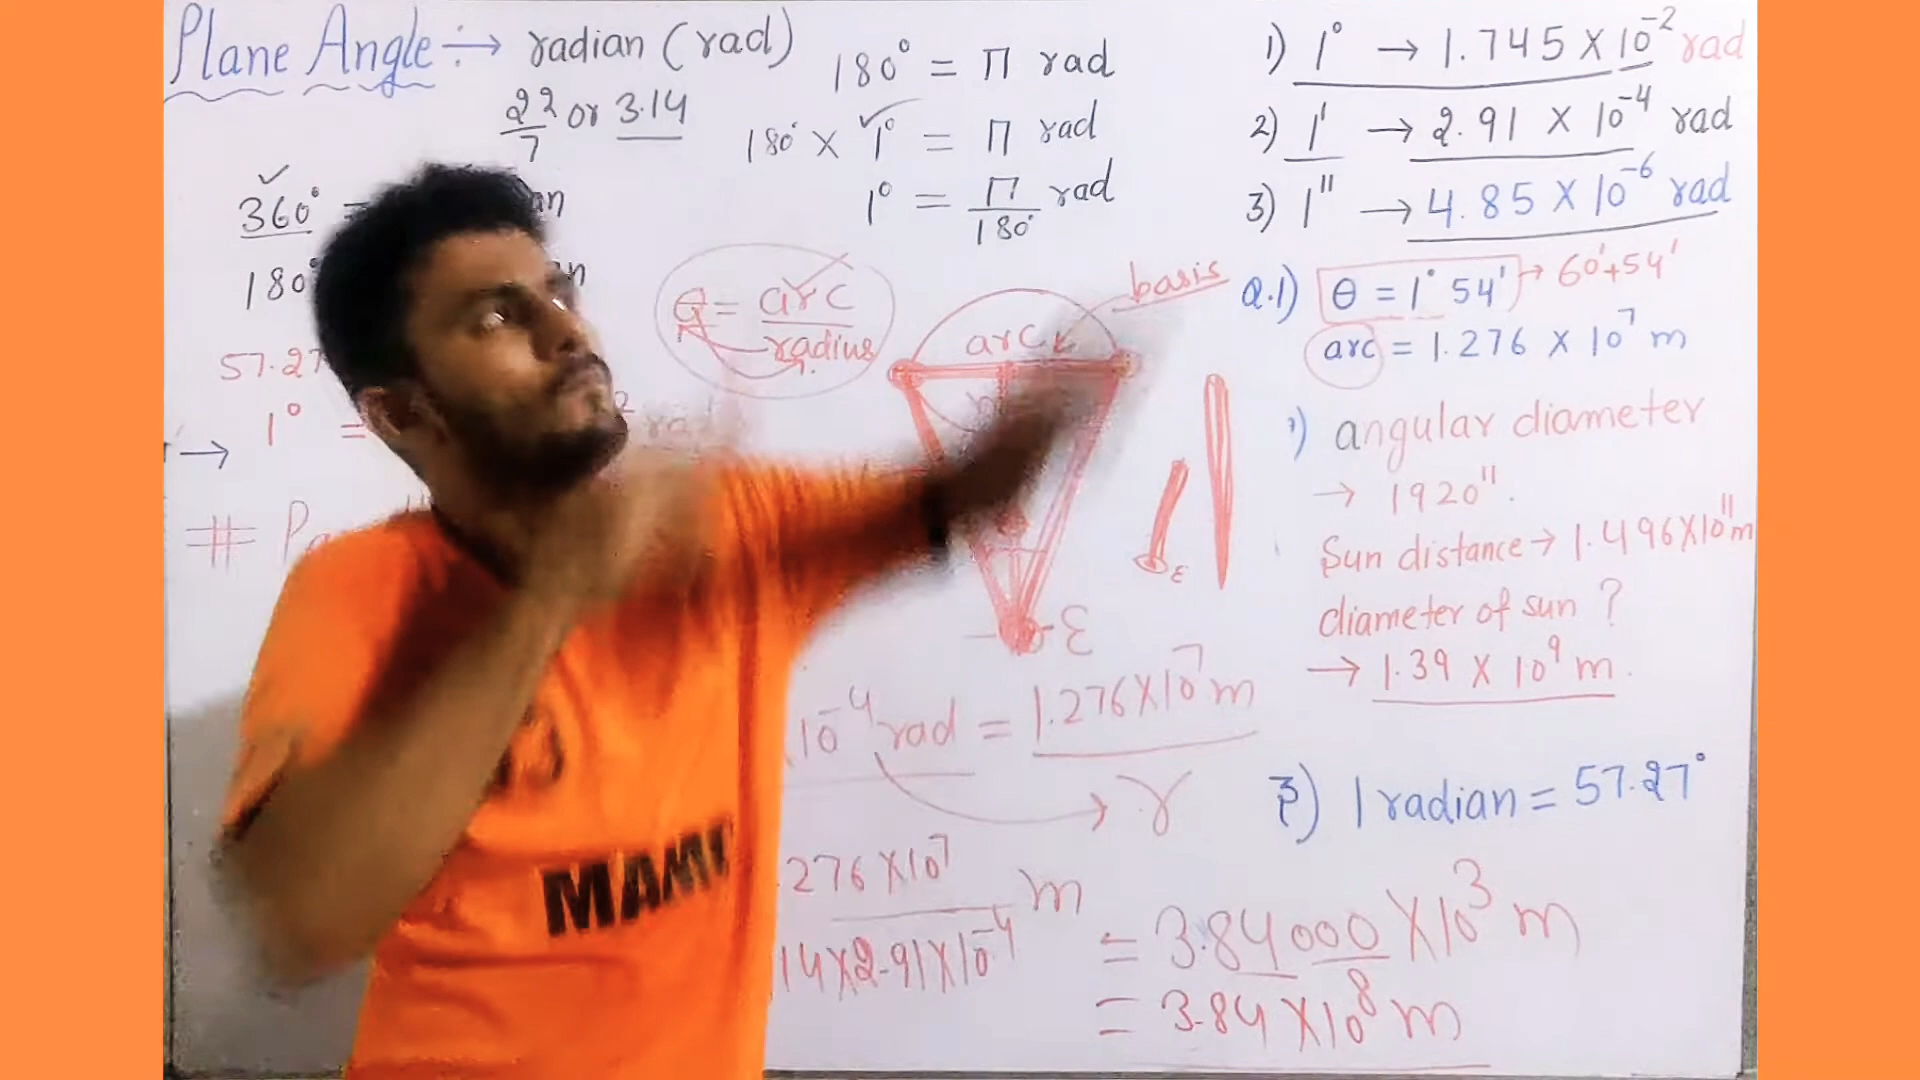 Plane Angle :→ radian (rad)
22/7 or 3.14
360° =
180°
57.27
→ 1° =
180° = Π rad
180° × 1° = Π rad
1° = Π/180° rad
θ = arc/radius
arc
basis
E
E
1) 1° → 1.745 × 10⁻² rad
2) 1' → 2.91 × 10⁻⁴ rad
3) 1" → 4.85 × 10⁻⁶ rad
Q.1) θ = 1° 54' → 60'+54'
arc = 1.276 × 10⁷ m
angular diameter
→ 1920".
Sun distance → 1.496×10¹¹ m
diameter of sun ?
→ 1.39 × 10⁹ m.
10⁻⁴ rad = 1.276×10⁷ m
→ r
1 radian = 57.27°
276 ×10⁷
14×2.91×10⁻⁴ m
= 3.84000 ×10³ m
= 3.84 ×10⁸ m
MAM